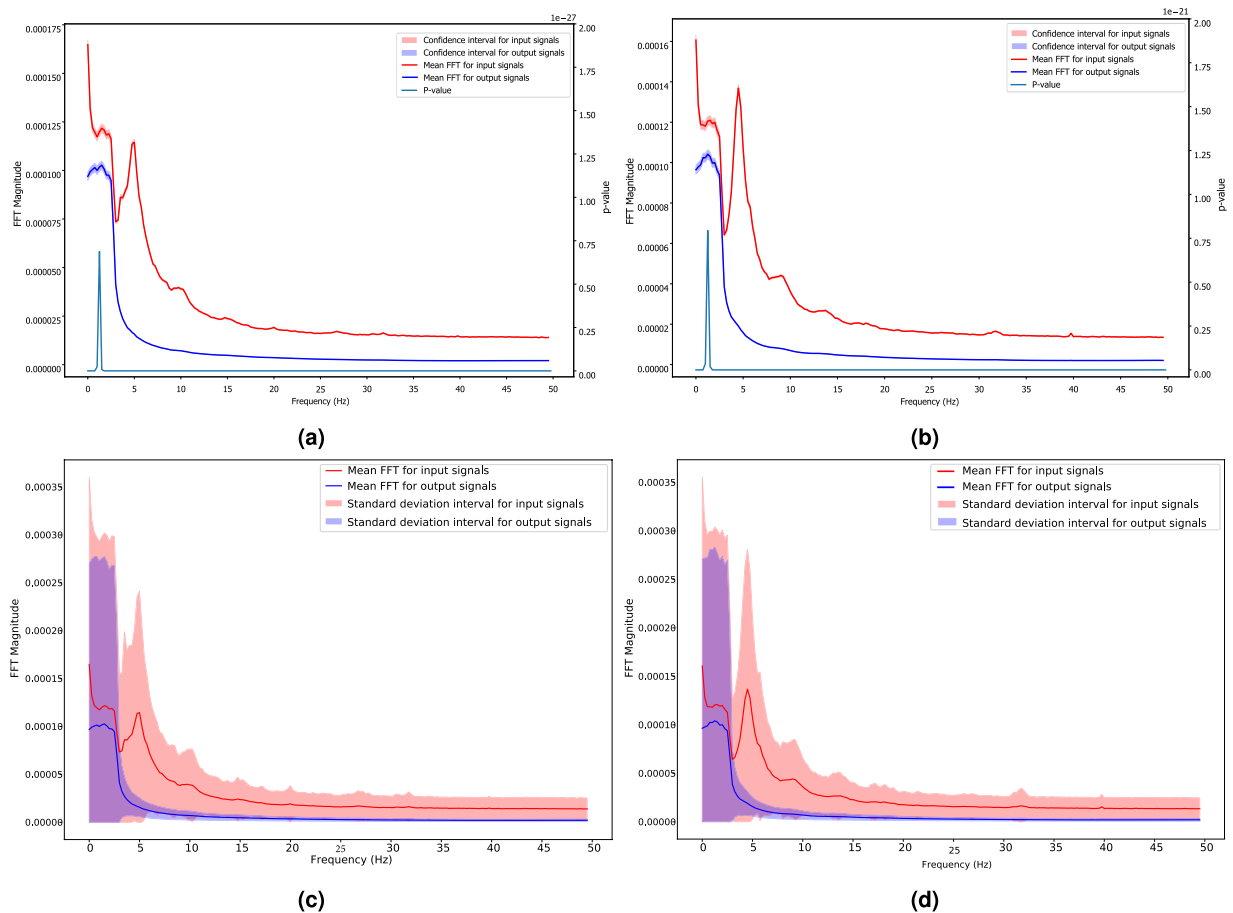 1e−27
0.000175
0.000150
0.000125
0.000100
0.000075
0.000050
0.000025
0.000000
FFT Magnitude
Confidence interval for input signals
Confidence interval for output signals
Mean FFT for input signals
Mean FFT for output signals
P-value
2.00
1.75
1.50
1.25
1.00
0.75
0.50
0.25
0.00
p-value
0 5 10 15 20 25 30 35 40 45 50
Frequency (Hz)
(a)
1e−21
0.00016
0.00014
0.00012
0.00010
0.00008
0.00006
0.00004
0.00002
0.00000
FFT Magnitude
Confidence interval for input signals
Confidence interval for output signals
Mean FFT for input signals
Mean FFT for output signals
P-value
2.00
1.75
1.50
1.25
1.00
0.75
0.50
0.25
0.00
p-value
0 5 10 15 20 25 30 35 40 45 50
Frequency (Hz)
(b)
0.00035
0.00030
0.00025
0.00020
0.00015
0.00010
0.00005
0.00000
FFT Magnitude
Mean FFT for input signals
Mean FFT for output signals
Standard deviation interval for input signals
Standard deviation interval for output signals
0 5 10 15 20 25 30 35 40 45 50
Frequency (Hz)
(c)
0.00035
0.00030
0.00025
0.00020
0.00015
0.00010
0.00005
0.00000
FFT Magnitude
Mean FFT for input signals
Mean FFT for output signals
Standard deviation interval for input signals
Standard deviation interval for output signals
0 5 10 15 20 25 30 35 40 45 50
Frequency (Hz)
(d)